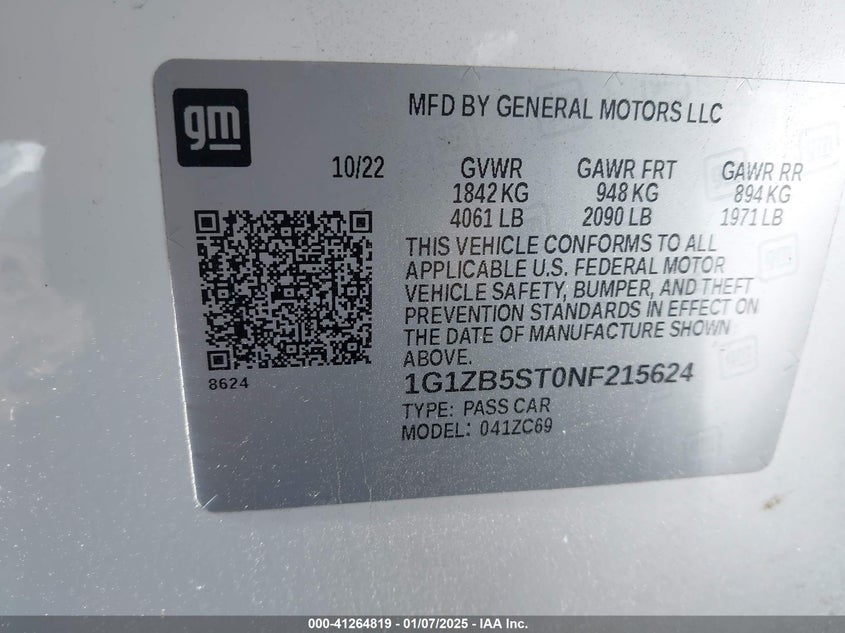 gm
MFD BY GENERAL MOTORS LLC
10/22 GVWR GAWR FRT GAWR RR
1842 KG 948 KG 894 KG
4061 LB 2090 LB 1971 LB
THIS VEHICLE CONFORMS TO ALL
APPLICABLE U.S. FEDERAL MOTOR
VEHICLE SAFETY, BUMPER, AND THEFT
PREVENTION STANDARDS IN EFFECT ON
THE DATE OF MANUFACTURE SHOWN
ABOVE.
8624
1G1ZB5ST0NF215624
TYPE: PASS CAR
MODEL: 041ZC69
000-41264819 - 01/07/2025 - IAAI.COM